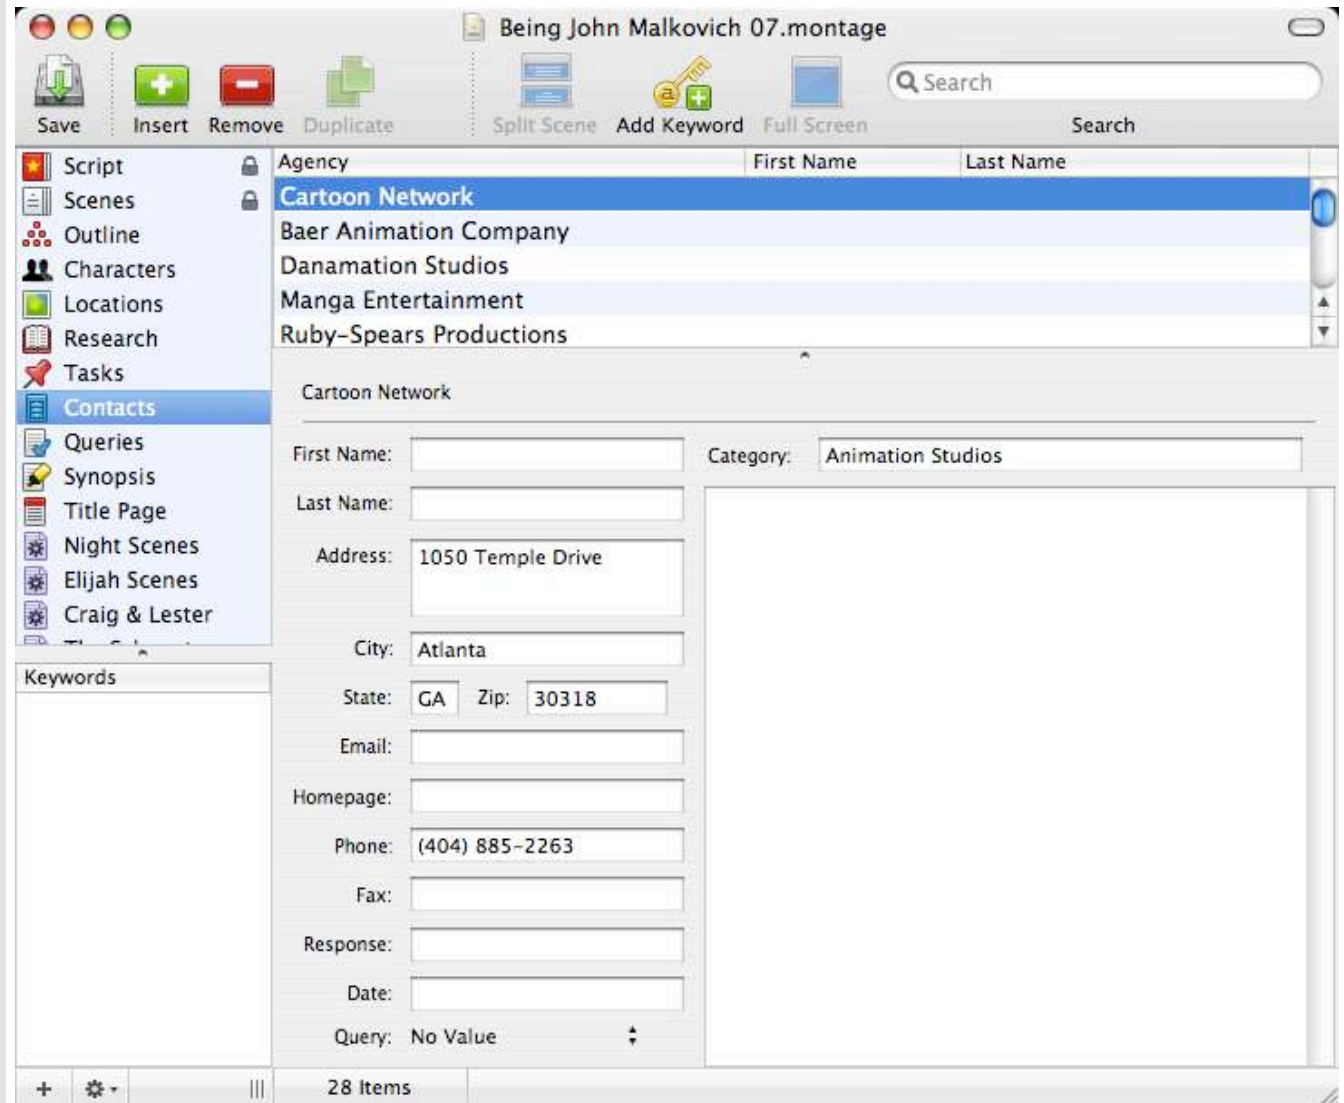 Being John Malkovich 07.montage
Search
Save Insert Remove Duplicate Split Scene Add Keyword Full Screen Search
Script
Scenes
Outline
Characters
Locations
Research
Tasks
Contacts
Queries
Synopsis
Title Page
Night Scenes
Elijah Scenes
Craig & Lester
Keywords
Agency First Name Last Name
Cartoon Network
Baer Animation Company
Danamation Studios
Manga Entertainment
Ruby-Spears Productions
Cartoon Network
First Name:
Category: Animation Studios
Last Name:
Address: 1050 Temple Drive
City: Atlanta
State: GA Zip: 30318
Email:
Homepage:
Phone: (404) 885-2263
Fax:
Response:
Date:
Query: No Value
28 Items